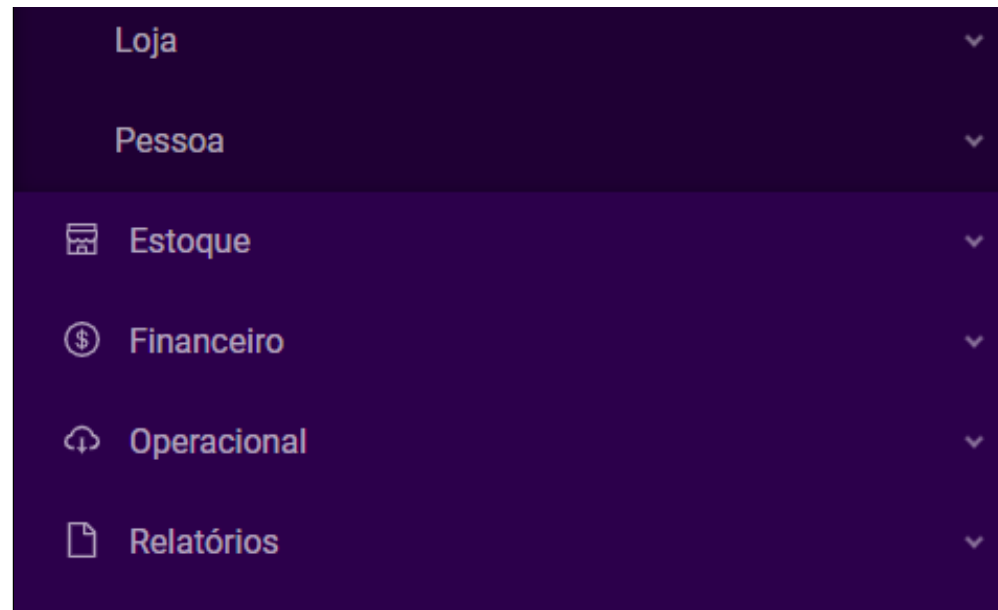 Loja
Pessoa
Estoque
Financeiro
Operacional
Relatórios